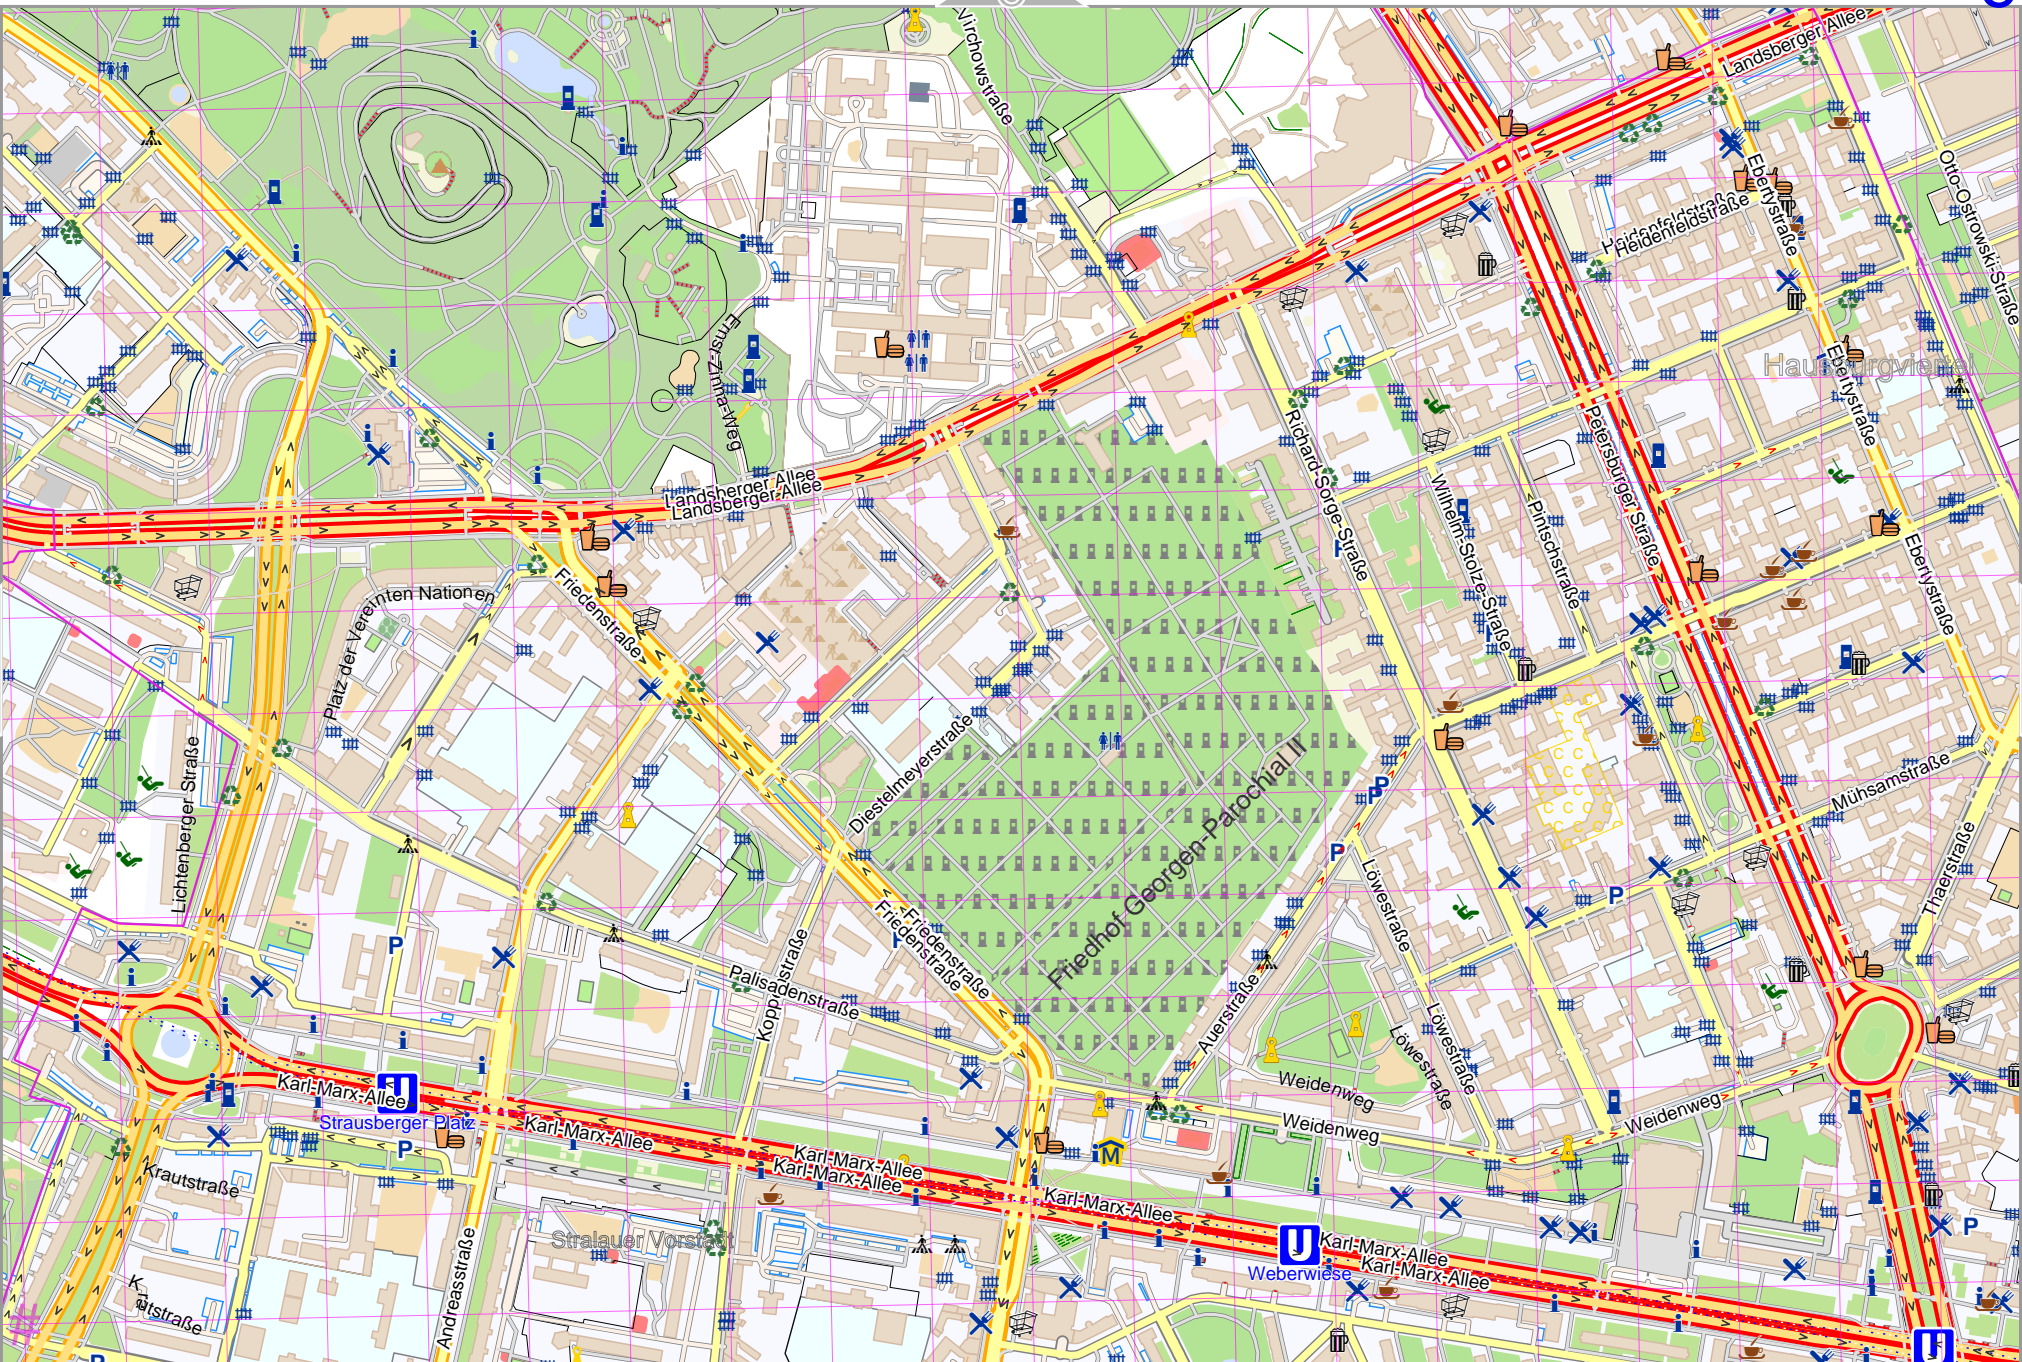 Virchowstraße
Landsberger Allee
Otto-Ostrowski-Straße
Ebertystraße
Heidenfeldstraße
Heidenfeldstraße
Ernst-Zinna-Weg
Hausburgviertel
Ebertystraße
Petersburger Straße
Richard-Sorge-Straße
Landsberger Allee
Landsberger Allee
Wilhelm-Stolze-Straße
Pintschstraße
Ebertystraße
Friedenstraße
Platz der Vereinten Nationen
Lichtenberger Straße
Diestelmeyerstraße
Friedhof Georgen-Parochial II
Mühsamstraße
Thaerstraße
Löwestraße
P
P
P
P
P
Friedenstraße
Friedenstraße
Palisadenstraße
Koppenstraße
Auerstraße
Löwestraße
Löwestraße
Weidenweg
Weidenweg
Weidenweg
Karl-Marx-Allee
U
Strausberger Platz
Karl-Marx-Allee
Karl-Marx-Allee
Karl-Marx-Allee
Karl-Marx-Allee
M
P
Krautstraße
Stralauer Vorstadt
Andreasstraße
U
Weberwiese
Karl-Marx-Allee
Karl-Marx-Allee
P
U